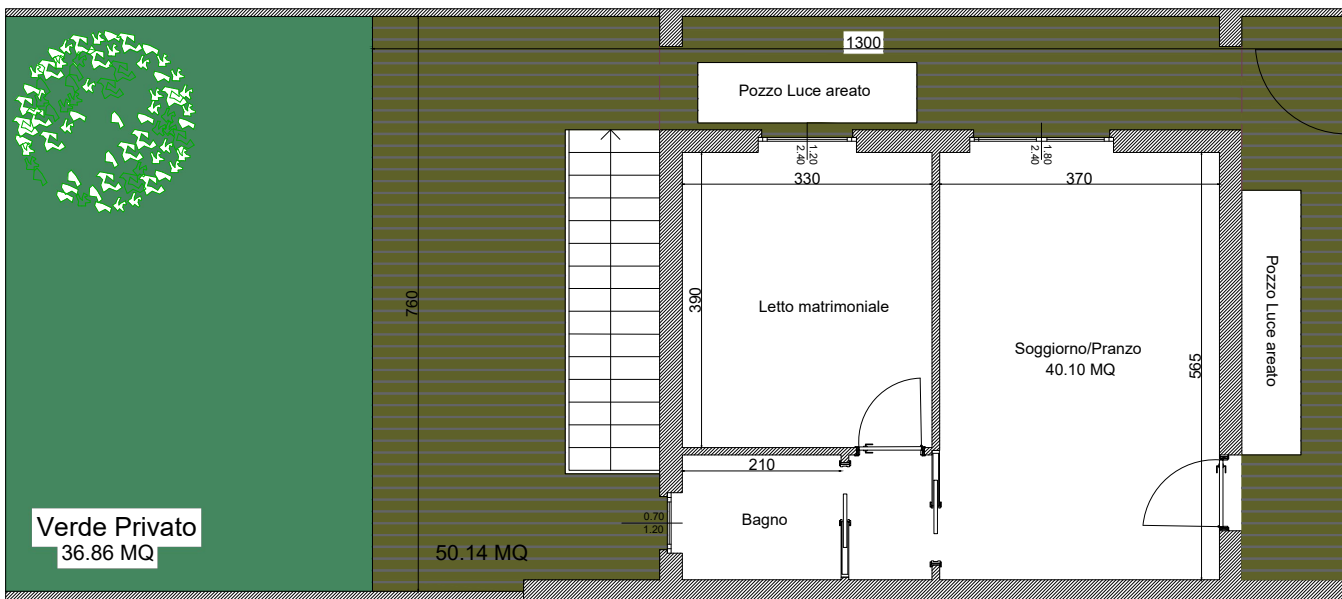 1300
Pozzo Luce areato
1.20
2.40
1.80
2.40
330
370
760
390
Letto matrimoniale
Soggiorno/Pranzo
40.10 MQ
565
Pozzo Luce areato
210
Bagno
0.70
1.20
Verde Privato
36.86 MQ
50.14 MQ